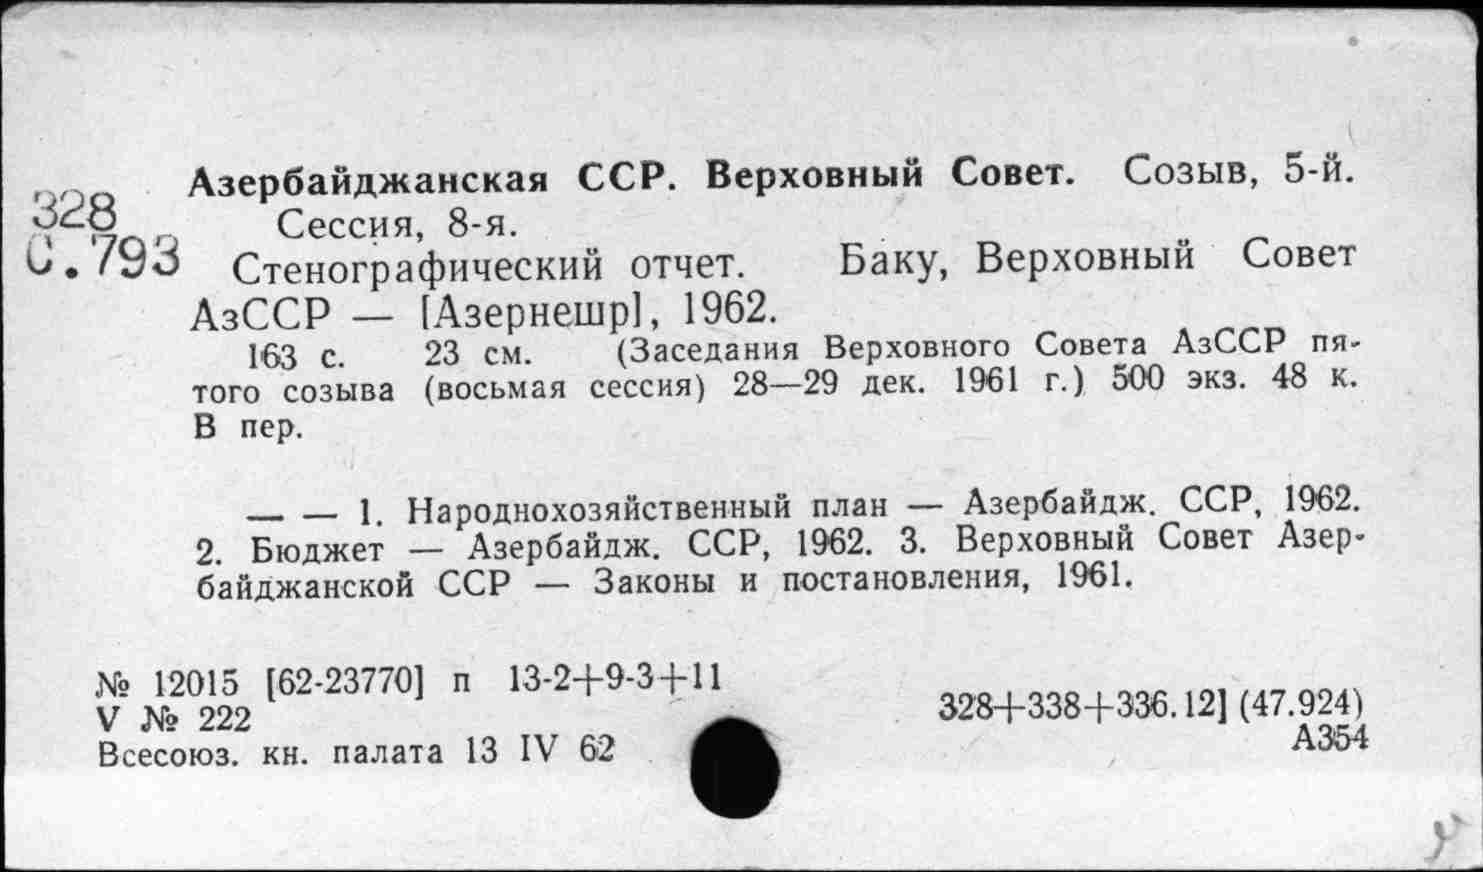 Азербайджанская ССР. Верховный Совет. Созыв, 5-й.
328
Сессия, 8-я.
С.793
Стенографический отчет. Баку, Верховный Совет
АзССР — [Азернешр], 1962.
163 с. 23 см. (Заседания Верховного Совета АзССР пя-
того созыва (восьмая сессия) 28—29 дек. 1961 г.) 500 экз. 48 к.
В пер.
— — 1. Народнохозяйственный план — Азербайдж. ССР, 1962.
2. Бюджет — Азербайдж. ССР, 1962. 3. Верховный Совет Азер-
байджанской ССР — Законы и постановления, 1961.
№ 12015 [62-23770] п 13-2+9-3+11
V № 222
Всесоюз. кн. палата 13 IV 62
328+338+336.12] (47.924)
А354